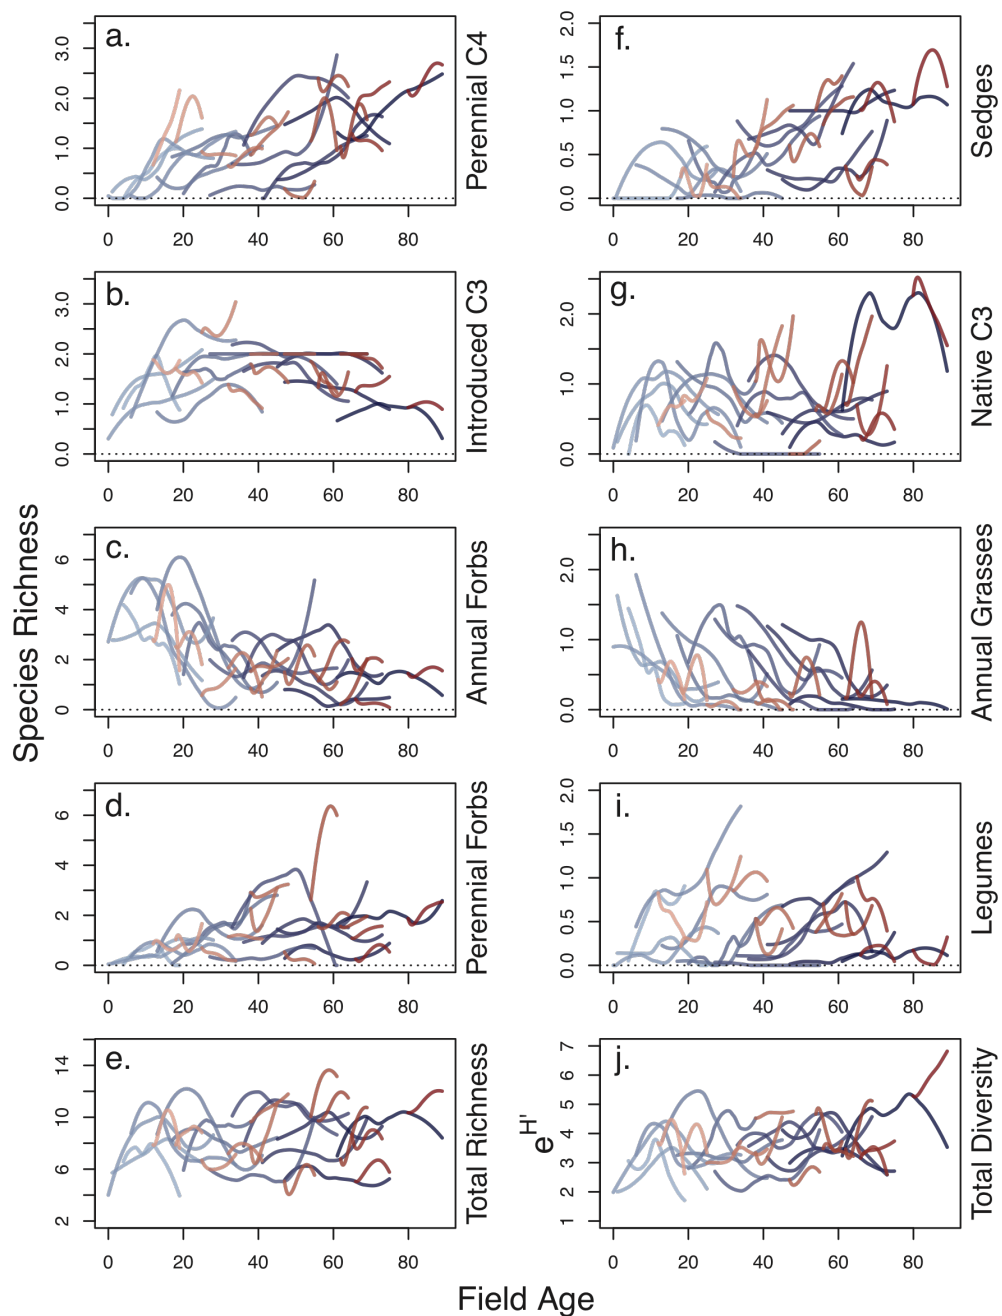 a.
0.0 1.0 2.0 3.0
0 20 40 60 80
Perennial C4
f.
0.0 0.5 1.0 1.5 2.0
0 20 40 60 80
Sedges
b.
0.0 1.0 2.0 3.0
0 20 40 60 80
Introduced C3
g.
0.0 1.0 2.0
0 20 40 60 80
Native C3
Species Richness
c.
0 2 4 6
0 20 40 60 80
Annual Forbs
h.
0.0 1.0 2.0
0 20 40 60 80
Annual Grasses
d.
0 2 4 6
0 20 40 60 80
Perennial Forbs
i.
0.0 0.5 1.0 1.5 2.0
0 20 40 60 80
Legumes
e.
2 6 10 14
0 20 40 60 80
Total Richness
j.
e^H'
1 2 3 4 5 6 7
0 20 40 60 80
Total Diversity
Field Age